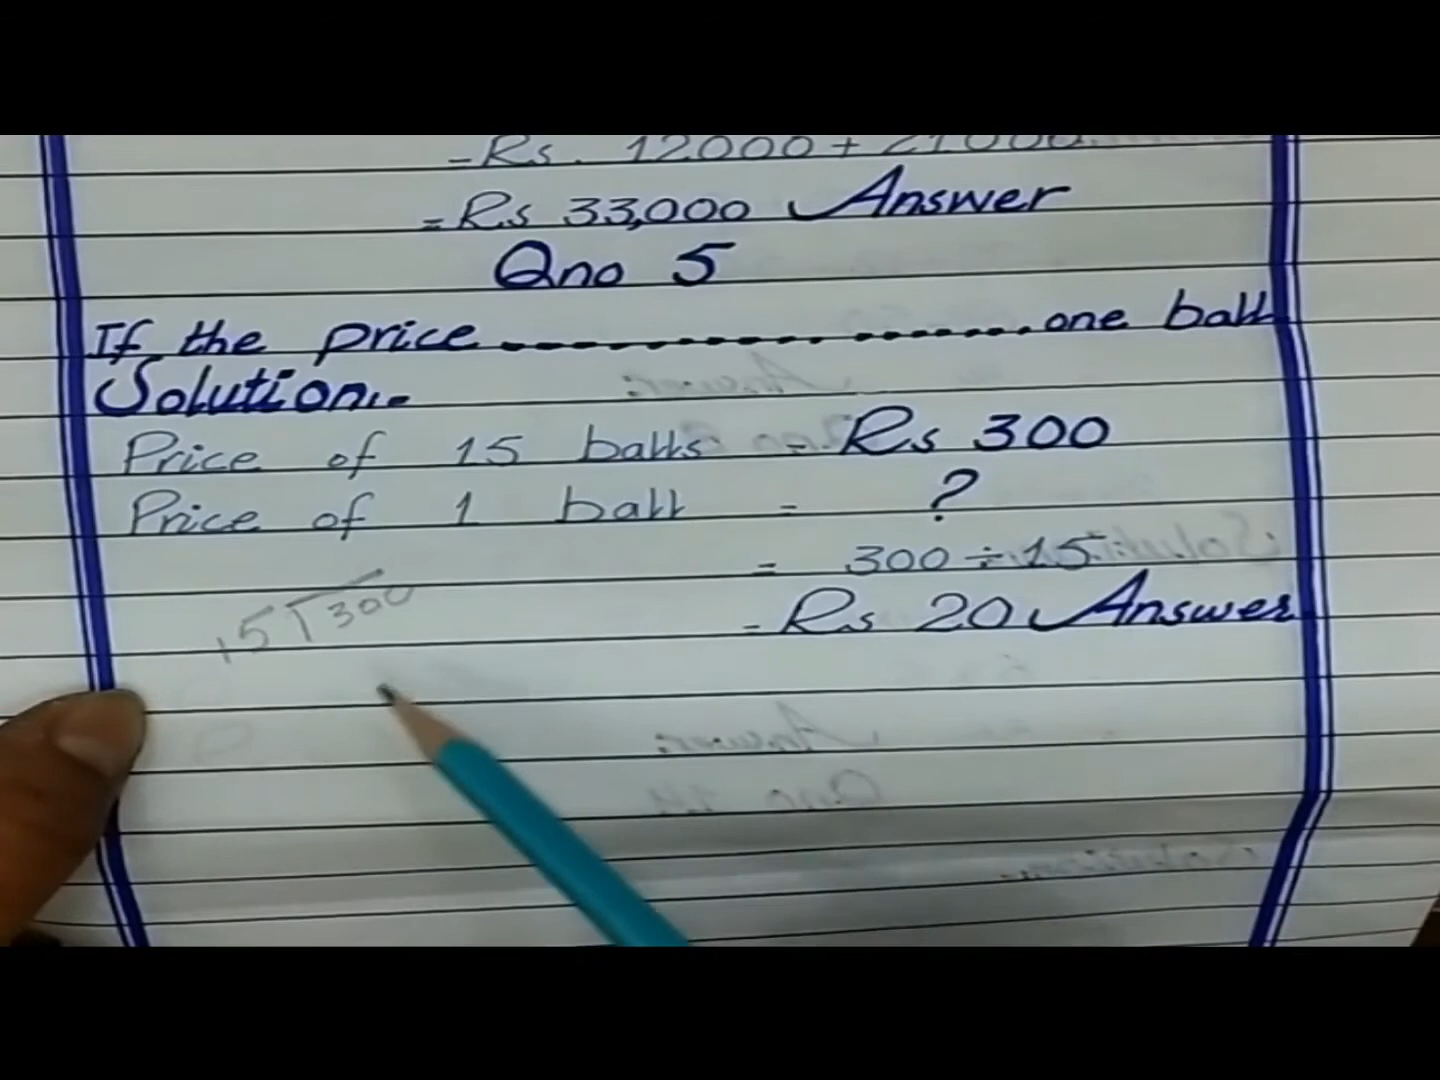 = Rs. 12000 + 21000
= Rs 33,000 Answer
Qno 5
If the price .................... one ball
Solution:-
Price of 15 balls = Rs 300
Price of 1 ball = ?
= 300 ÷ 15
15 300
= Rs 20 Answer